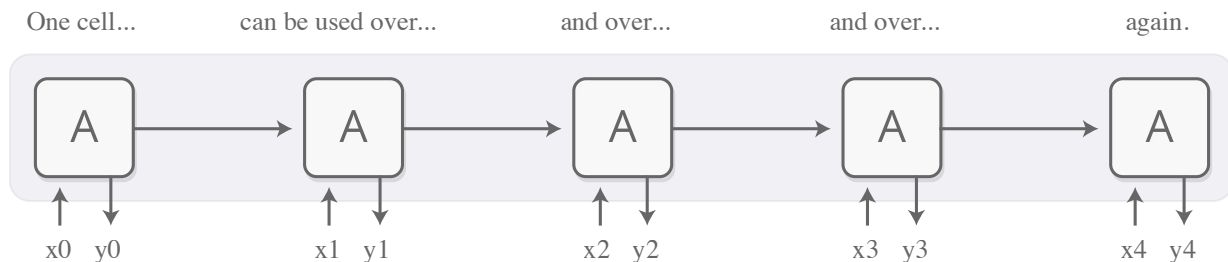 One cell... can be used over... and over... and over... again.
A A A A A
x0 y0 x1 y1 x2 y2 x3 y3 x4 y4